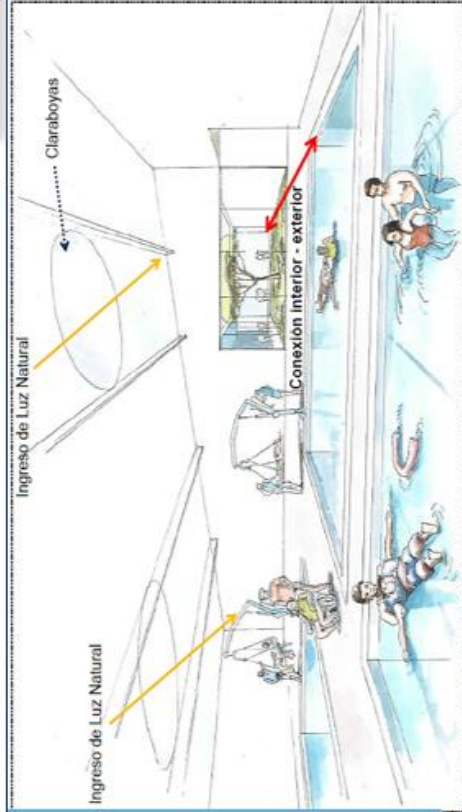 Claraboyas
Ingreso de Luz Natural
Ingreso de Luz Natural
Conexión interior - exterior